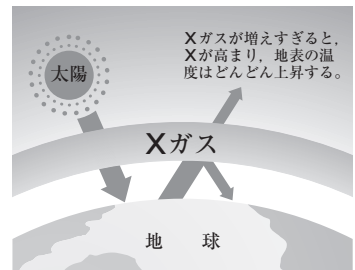 Xガスが増えすぎると，
Xが高まり，地表の温
度はどんどん上昇する。
太陽
Xガス
地　球